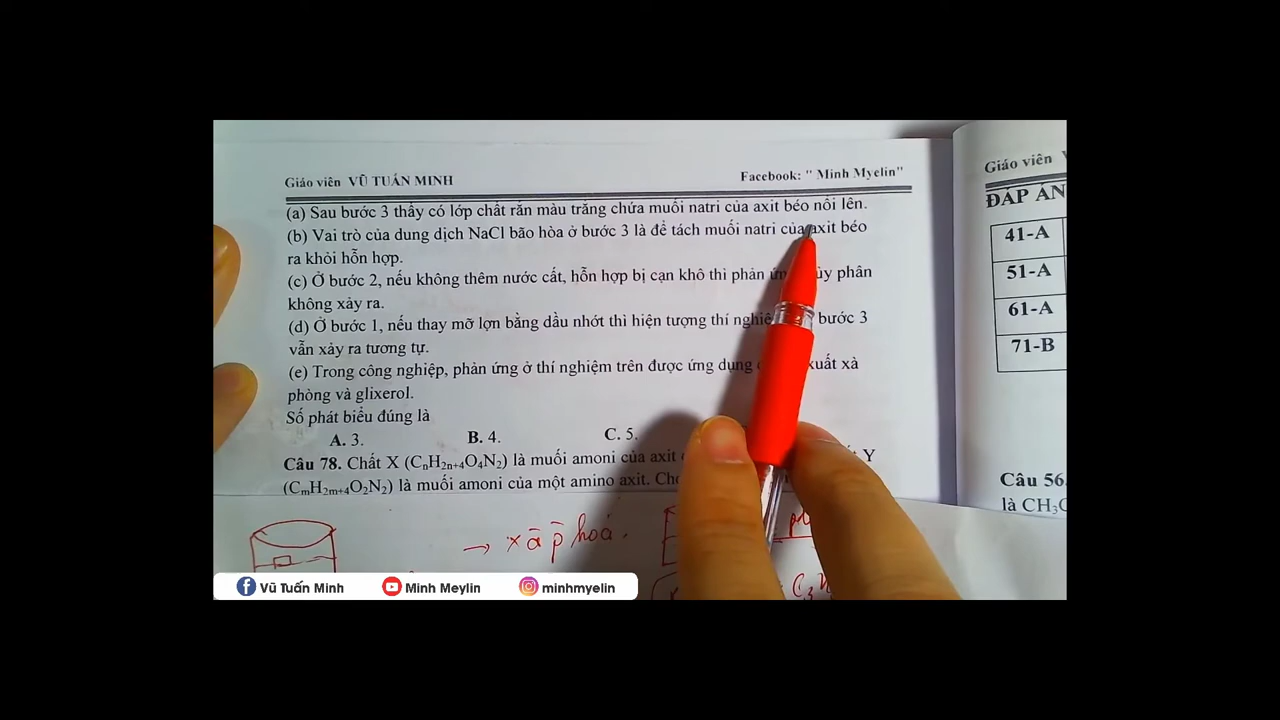 Giáo viên VŨ TUẤN MINH
Facebook: " Minh Myelin"
(a) Sau bước 3 thấy có lớp chất rắn màu trắng chứa muối natri của axit béo nổi lên.
(b) Vai trò của dung dịch NaCl bão hòa ở bước 3 là để tách muối natri của axit béo
ra khỏi hỗn hợp.
(c) Ở bước 2, nếu không thêm nước cất, hỗn hợp bị cạn khô thì phản phân
không xảy ra.
(d) Ở bước 1, nếu thay mỡ lợn bằng dầu nhớt thì hiện tượng thí bước 3
vẫn xảy ra tương tự.
(e) Trong công nghiệp, phản ứng ở thí nghiệm trên được ứng dụng xuất xà
phòng và glixerol.
Số phát biểu đúng là
A. 3.
B. 4.
C. 5.
Câu 78. Chất X (CₙH₂ₙ₊₄O₄N₂) là muối amoni của axit Y
(CₘH₂ₘ₊₄O₂N₂) là muối amoni của một amino axit.
→ xà phòng hoá.
Giáo viên
ĐÁP ÁN
41-A
51-A
61-A
71-B
Câu 56.
là CH₃
Vũ Tuấn Minh
Minh Meylin
minhmyelin